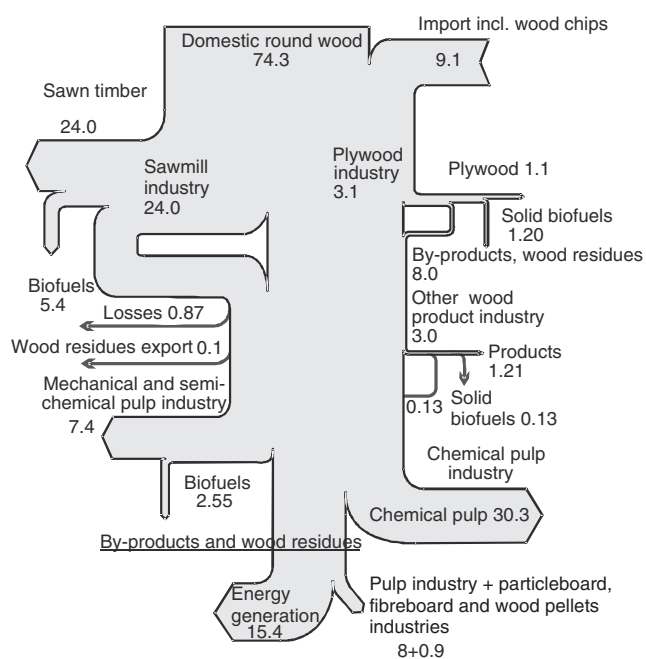 Import incl. wood chips
9.1
Domestic round wood
74.3
Sawn timber
24.0
Sawmill
industry
24.0
Plywood
industry
3.1
Plywood 1.1
Solid biofuels
1.20
By-products, wood residues
8.0
Biofuels
5.4
Losses 0.87
Other wood
product industry
3.0
Wood residues export 0.1
Products
1.21
Mechanical and semi-
chemical pulp industry
7.4
0.13
Solid
biofuels 0.13
Chemical pulp
industry
Biofuels
2.55
Chemical pulp 30.3
By-products and wood residues
Energy
generation
15.4
Pulp industry + particleboard,
fibreboard and wood pellets
industries
8+0.9